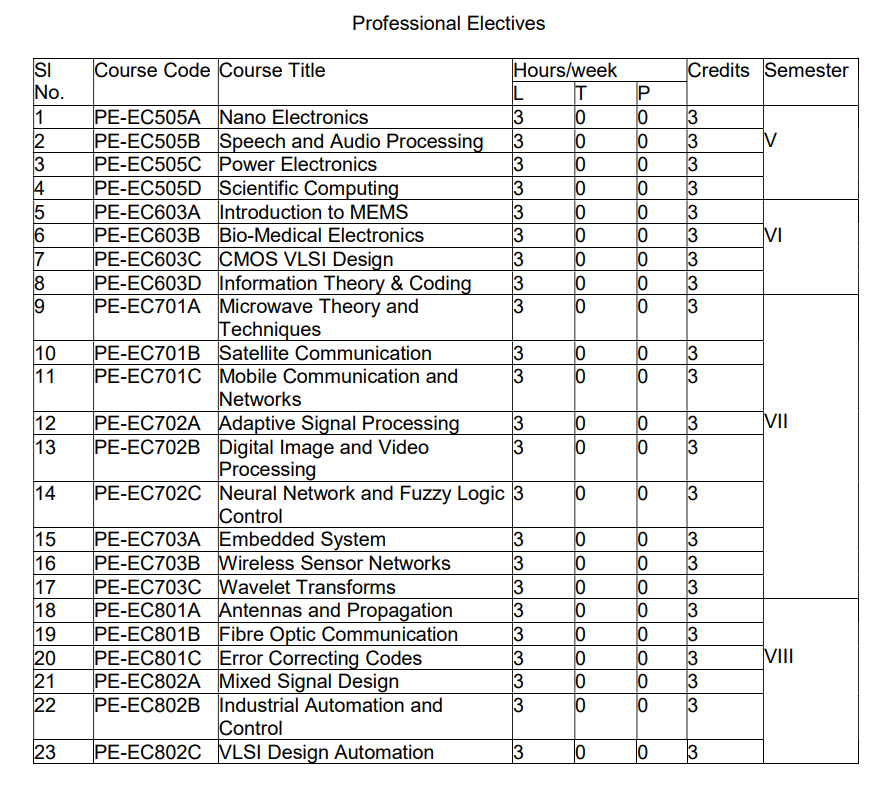 Professional Electives
Sl No. Course Code Course Title Hours/week Credits Semester
L T P
1 PE-EC505A Nano Electronics 3 0 0 3 V
2 PE-EC505B Speech and Audio Processing 3 0 0 3
3 PE-EC505C Power Electronics 3 0 0 3
4 PE-EC505D Scientific Computing 3 0 0 3
5 PE-EC603A Introduction to MEMS 3 0 0 3 VI
6 PE-EC603B Bio-Medical Electronics 3 0 0 3
7 PE-EC603C CMOS VLSI Design 3 0 0 3
8 PE-EC603D Information Theory & Coding 3 0 0 3
9 PE-EC701A Microwave Theory and Techniques 3 0 0 3 VII
10 PE-EC701B Satellite Communication 3 0 0 3
11 PE-EC701C Mobile Communication and Networks 3 0 0 3
12 PE-EC702A Adaptive Signal Processing 3 0 0 3
13 PE-EC702B Digital Image and Video Processing 3 0 0 3
14 PE-EC702C Neural Network and Fuzzy Logic Control 3 0 0 3
15 PE-EC703A Embedded System 3 0 0 3
16 PE-EC703B Wireless Sensor Networks 3 0 0 3
17 PE-EC703C Wavelet Transforms 3 0 0 3
18 PE-EC801A Antennas and Propagation 3 0 0 3 VIII
19 PE-EC801B Fibre Optic Communication 3 0 0 3
20 PE-EC801C Error Correcting Codes 3 0 0 3
21 PE-EC802A Mixed Signal Design 3 0 0 3
22 PE-EC802B Industrial Automation and Control 3 0 0 3
23 PE-EC802C VLSI Design Automation 3 0 0 3